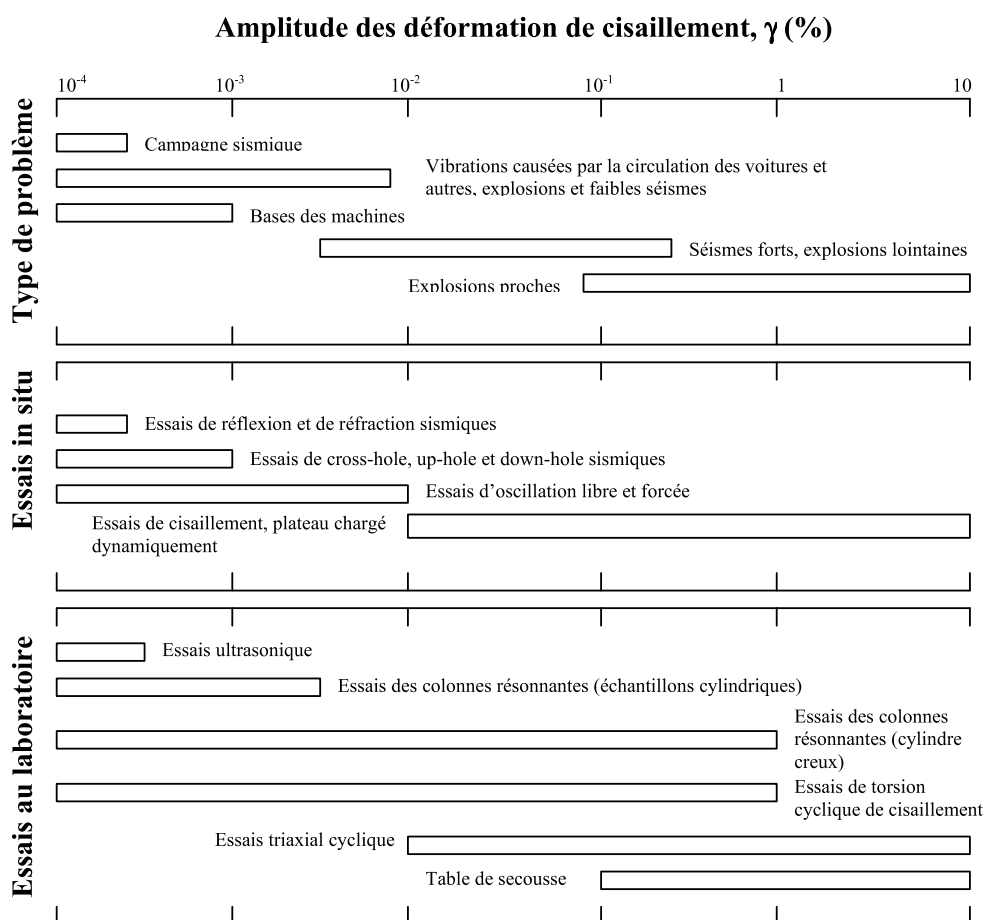 Amplitude des déformation de cisaillement, γ (%)
10-4 10-3 10-2 10-1 1 10
Type de problème
Campagne sismique
Vibrations causées par la circulation des voitures et
autres, explosions et faibles séismes
Bases des machines
Séismes forts, explosions lointaines
Explosions proches
Essais in situ
Essais de réflexion et de réfraction sismiques
Essais de cross-hole, up-hole et down-hole sismiques
Essais d’oscillation libre et forcée
Essais de cisaillement, plateau chargé
dynamiquement
Essais au laboratoire
Essais ultrasonique
Essais des colonnes résonnantes (échantillons cylindriques)
Essais des colonnes
résonnantes (cylindre
creux)
Essais de torsion
cyclique de cisaillement
Essais triaxial cyclique
Table de secousse